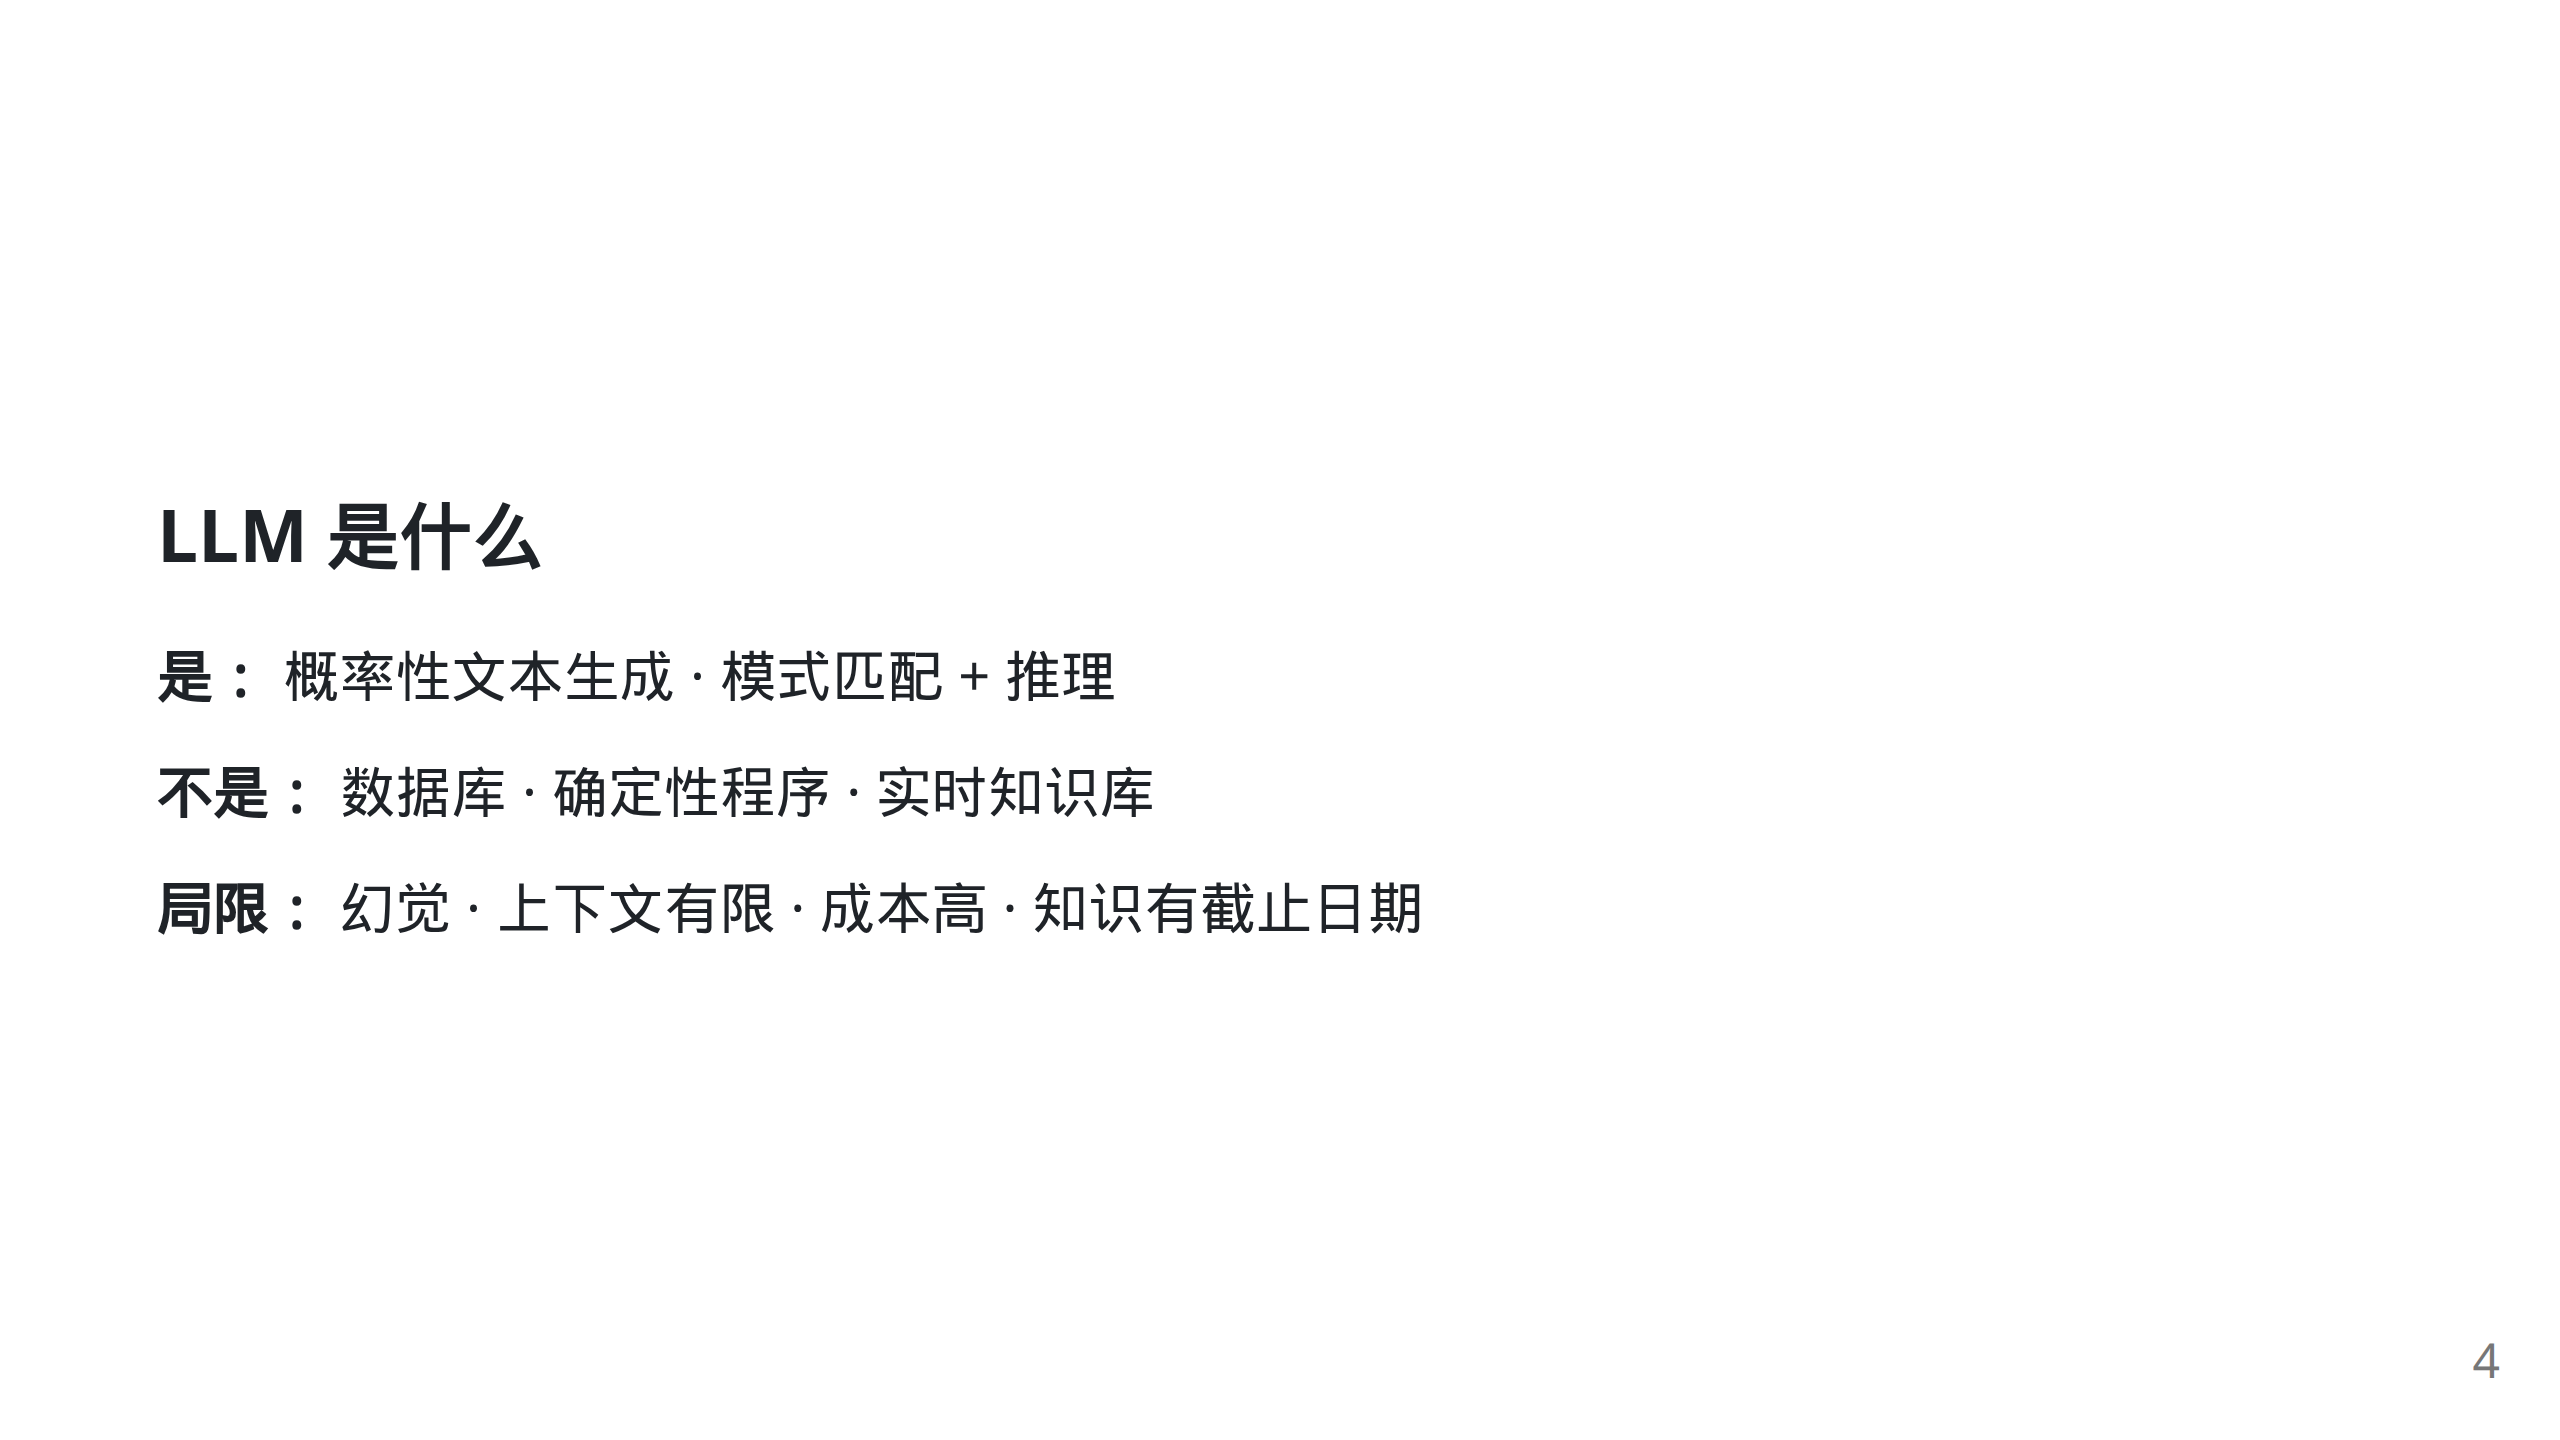 LLM 是什么
是：概率性文本生成 · 模式匹配 + 推理
不是：数据库 · 确定性程序 · 实时知识库
局限：幻觉 · 上下文有限 · 成本高 · 知识有截止日期
4